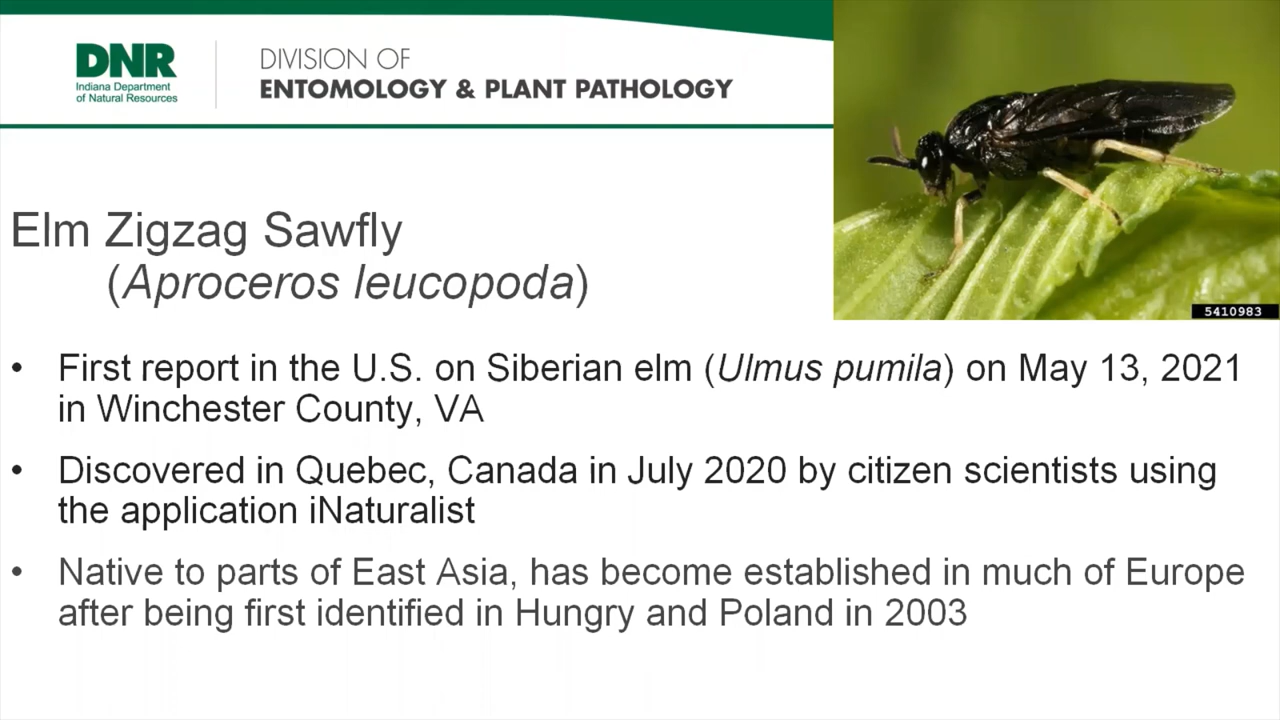 DNR
Indiana Department
of Natural Resources
DIVISION OF
ENTOMOLOGY & PLANT PATHOLOGY
5410983
Elm Zigzag Sawfly
(Aproceros leucopoda)
• First report in the U.S. on Siberian elm (Ulmus pumila) on May 13, 2021
in Winchester County, VA
• Discovered in Quebec, Canada in July 2020 by citizen scientists using
the application iNaturalist
• Native to parts of East Asia, has become established in much of Europe
after being first identified in Hungry and Poland in 2003